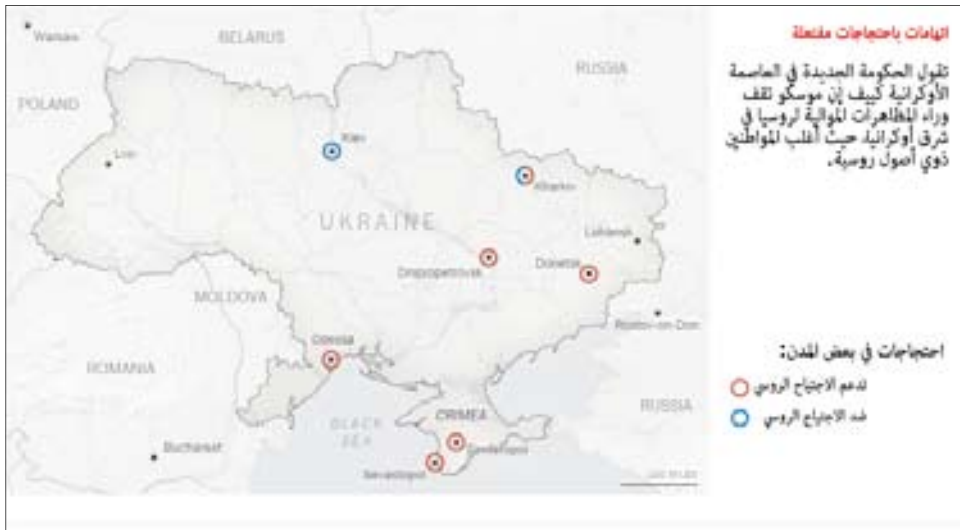 اتهامات باحتجاجات مفتعلة
تقول الحكومة الجديدة في العاصمة
الأوكرانية كييف إن موسكو تقف
وراء المظاهرات الموالية لروسيا في
شرق أوكرانيا، حيث أغلب المواطنين
ذوي أصول روسية.
احتجاجات في بعض المدن:
تدعم الاجتياح الروسي
ضد الاجتياح الروسي
Warsaw
BELARUS
RUSSIA
POLAND
Kiev
Lviv
Kharkiv
UKRAINE
Luhansk
Dnipropetrovsk
Donetsk
MOLDOVA
Rostov-on-Don
Odessa
ROMANIA
RUSSIA
CRIMEA
BLACK
SEA
Simferopol
Bucharest
Sevastopol